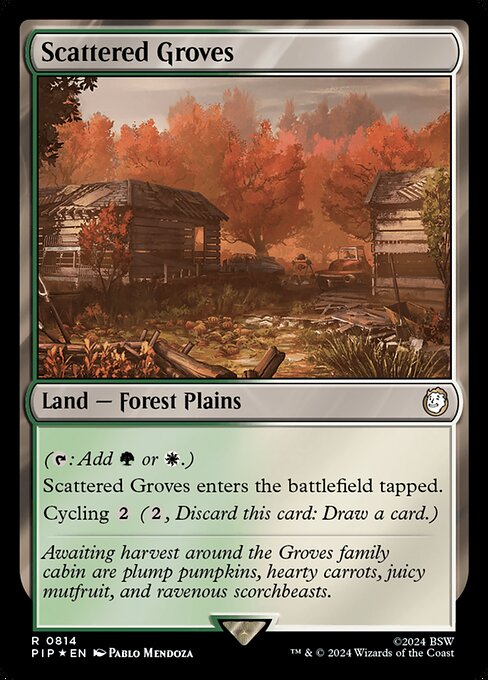 Scattered Groves
Land — Forest Plains
(: Add or .)
Scattered Groves enters the battlefield tapped.
Cycling 2 (2, Discard this card: Draw a card.)
Awaiting harvest around the Groves family
cabin are plump pumpkins, hearty carrots, juicy
mutfruit, and ravenous scorchbeasts.
R 0814
PIP ★ EN Pablo Mendoza
©2024 BSW
™ & © 2024 Wizards of the Coast